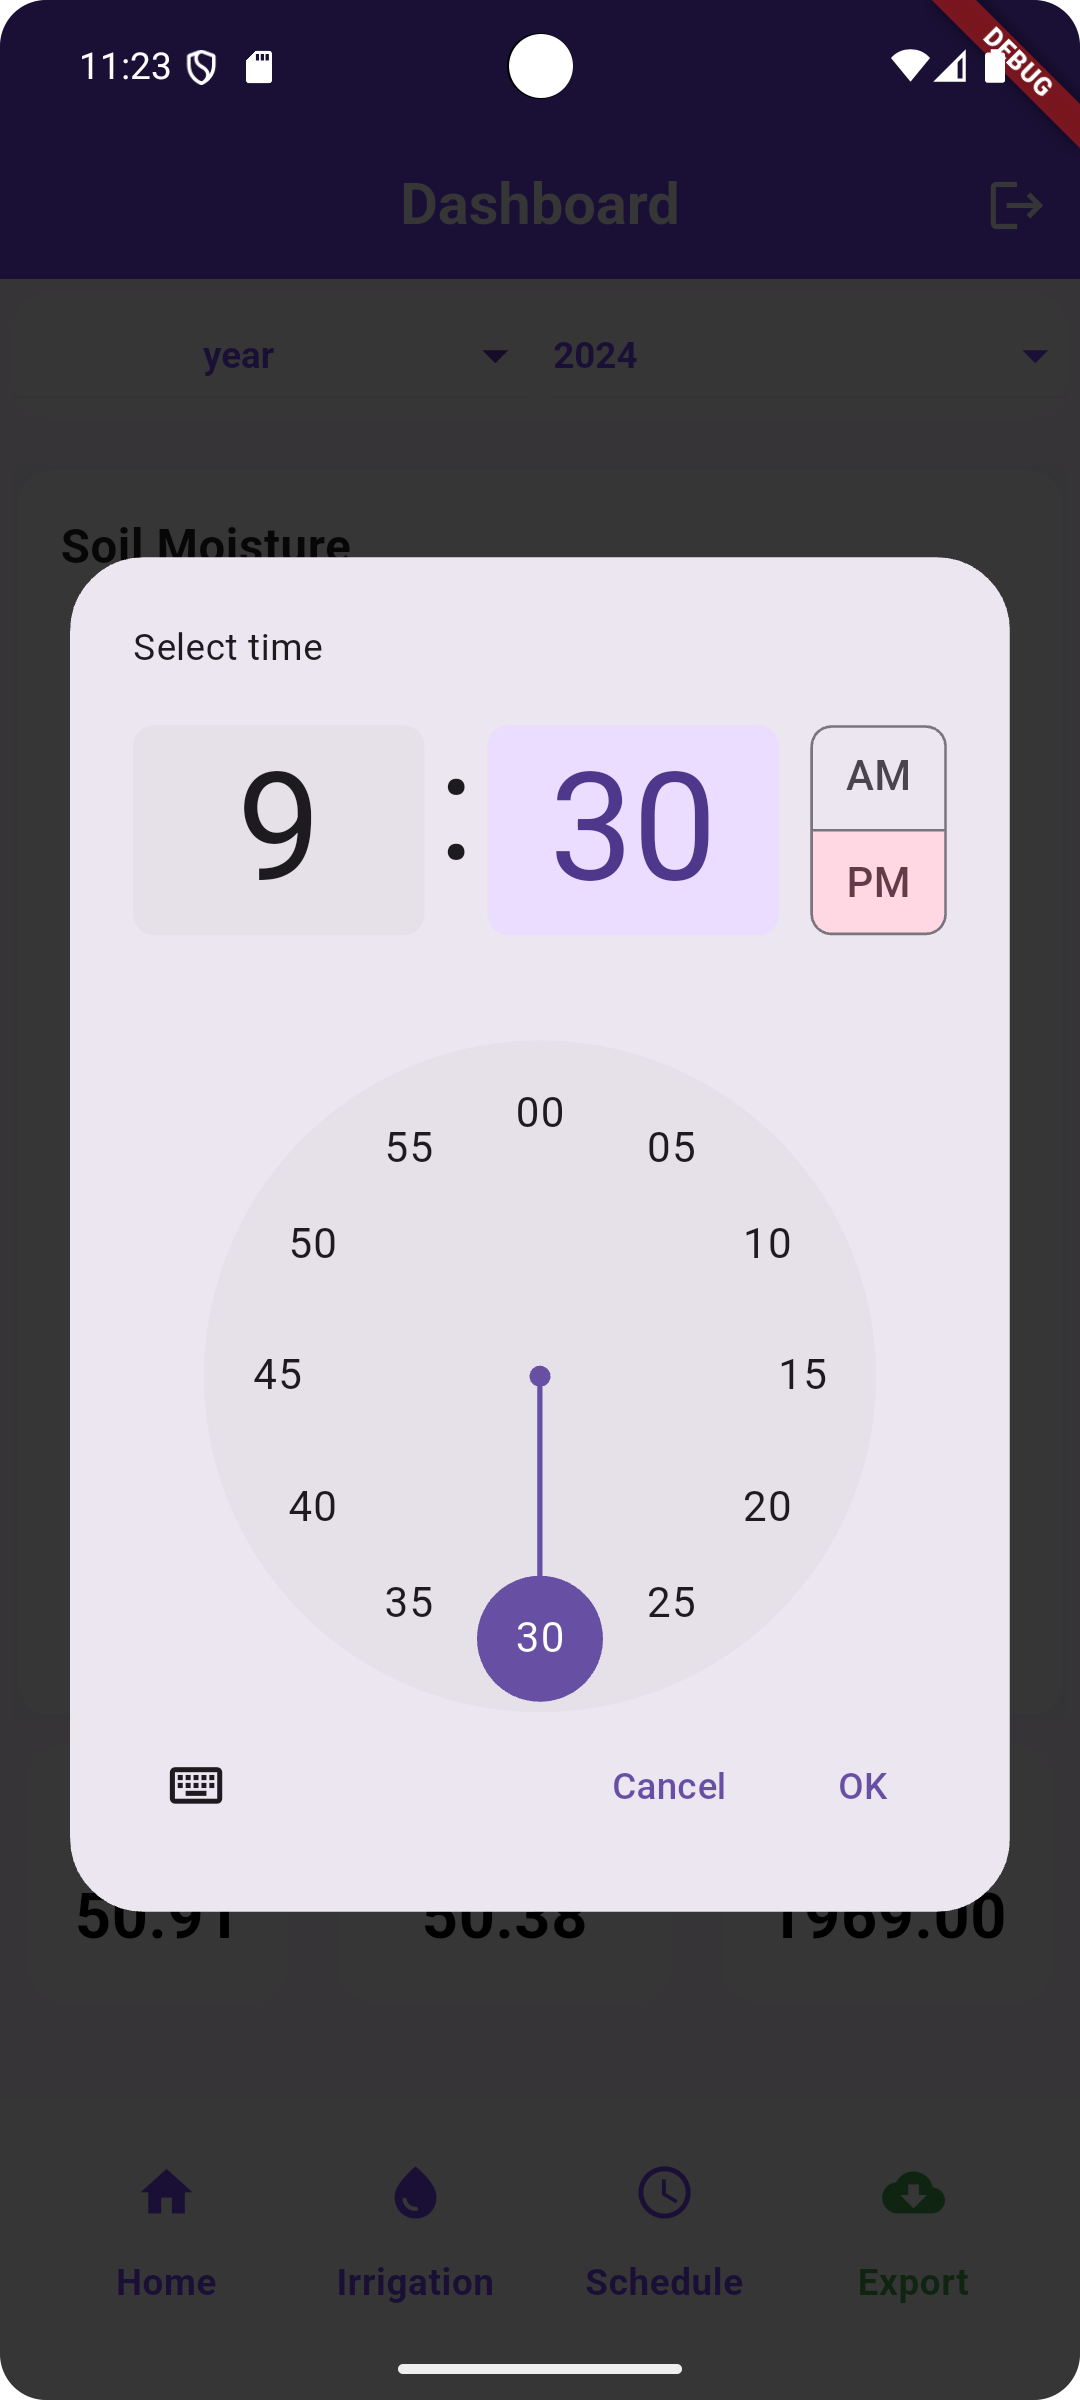 11:23
DEBUG
Dashboard
year 2024
Soil Moisture
Select time
9 : 30 AM
PM
00
55 05
50 10
45 15
40 20
35 25
30
Cancel OK
50.91 50.38 1969.00
Home Irrigation Schedule Export